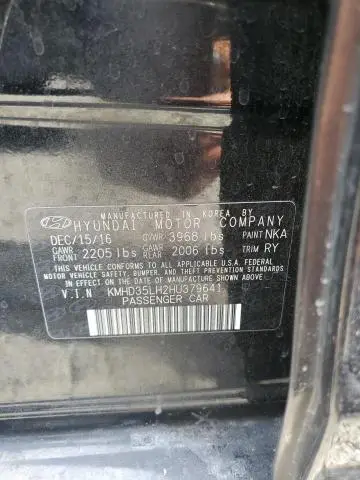 MANUFACTURED IN KOREA BY
HYUNDAI MOTOR COMPANY
DEC/15/16 GVWR 3968 lbs PAINT NKA
GAWR FRONT 2205 lbs GAWR REAR 2006 lbs TRIM RY
THIS VEHICLE CONFORMS TO ALL APPLICABLE U.S.A. FEDERAL
MOTOR VEHICLE SAFETY, BUMPER, AND THEFT PREVENTION STANDARDS
IN EFFECT ON THE DATE OF MANUFACTURE SHOWN ABOVE.
V.I.N KMHD35LH2HU379641
PASSENGER CAR